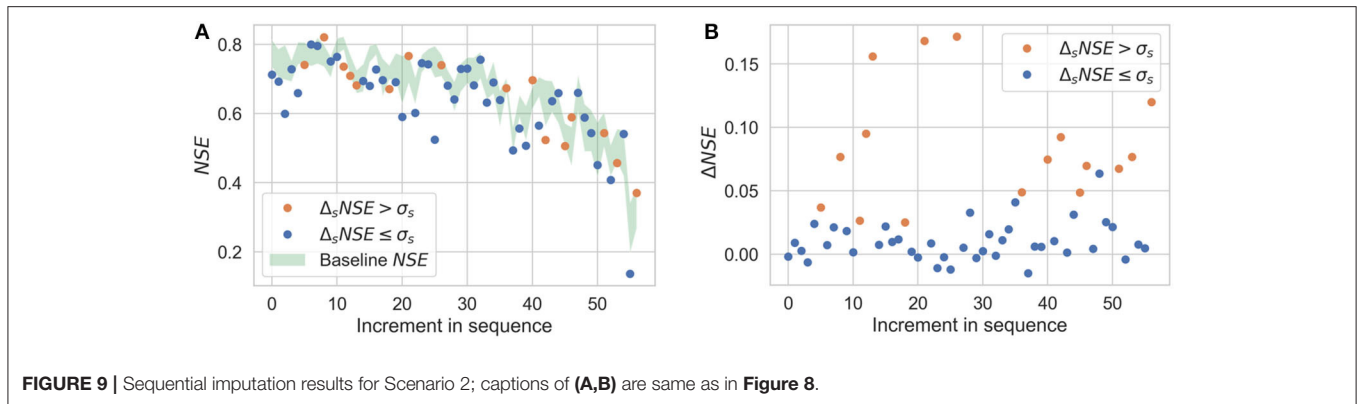 A
NSE
0.8
0.6
0.4
0.2
ΔₛNSE > σₛ
ΔₛNSE ≤ σₛ
Baseline NSE
0 10 20 30 40 50
Increment in sequence
B
ΔNSE
0.15
0.10
0.05
0.00
ΔₛNSE > σₛ
ΔₛNSE ≤ σₛ
0 10 20 30 40 50
Increment in sequence
FIGURE 9 | Sequential imputation results for Scenario 2; captions of (A,B) are same as in Figure 8.